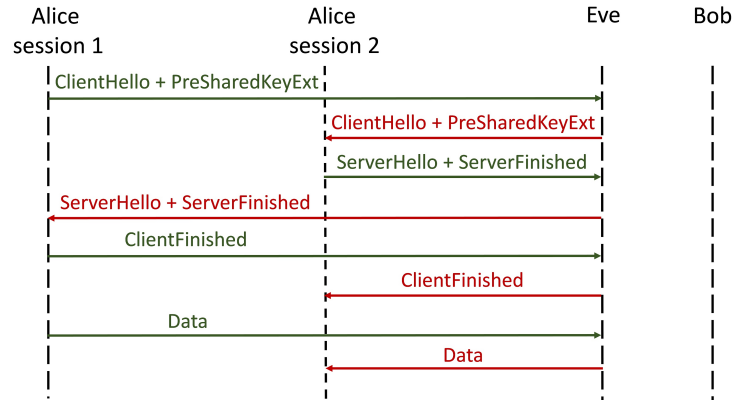 Alice
session 1
Alice
session 2
Eve
Bob
ClientHello + PreSharedKeyExt
ClientHello + PreSharedKeyExt
ServerHello + ServerFinished
ServerHello + ServerFinished
ClientFinished
ClientFinished
Data
Data